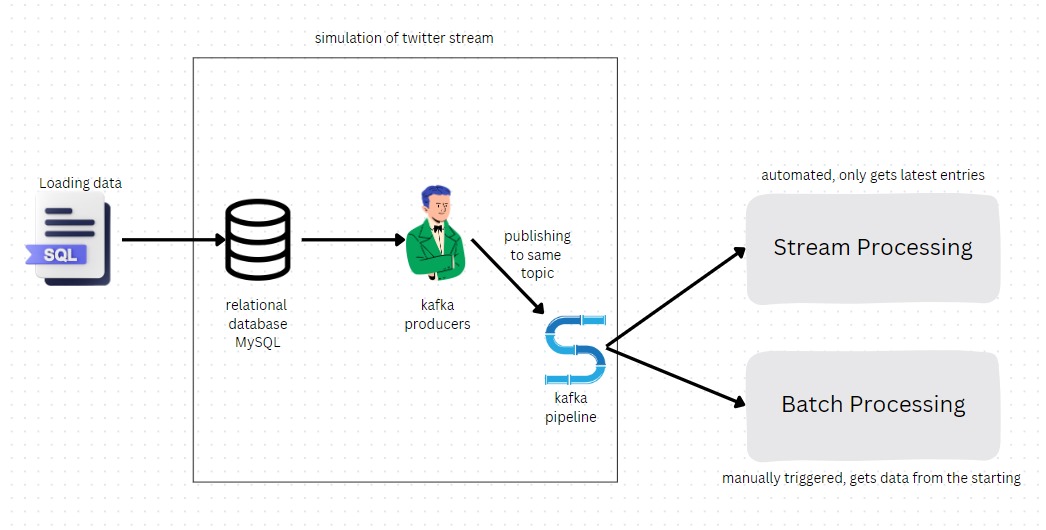 simulation of twitter stream
Loading data
SQL
relational
database
MySQL
kafka
producers
publishing
to same
topic
kafka
pipeline
automated, only gets latest entries
Stream Processing
Batch Processing
manually triggered, gets data from the starting